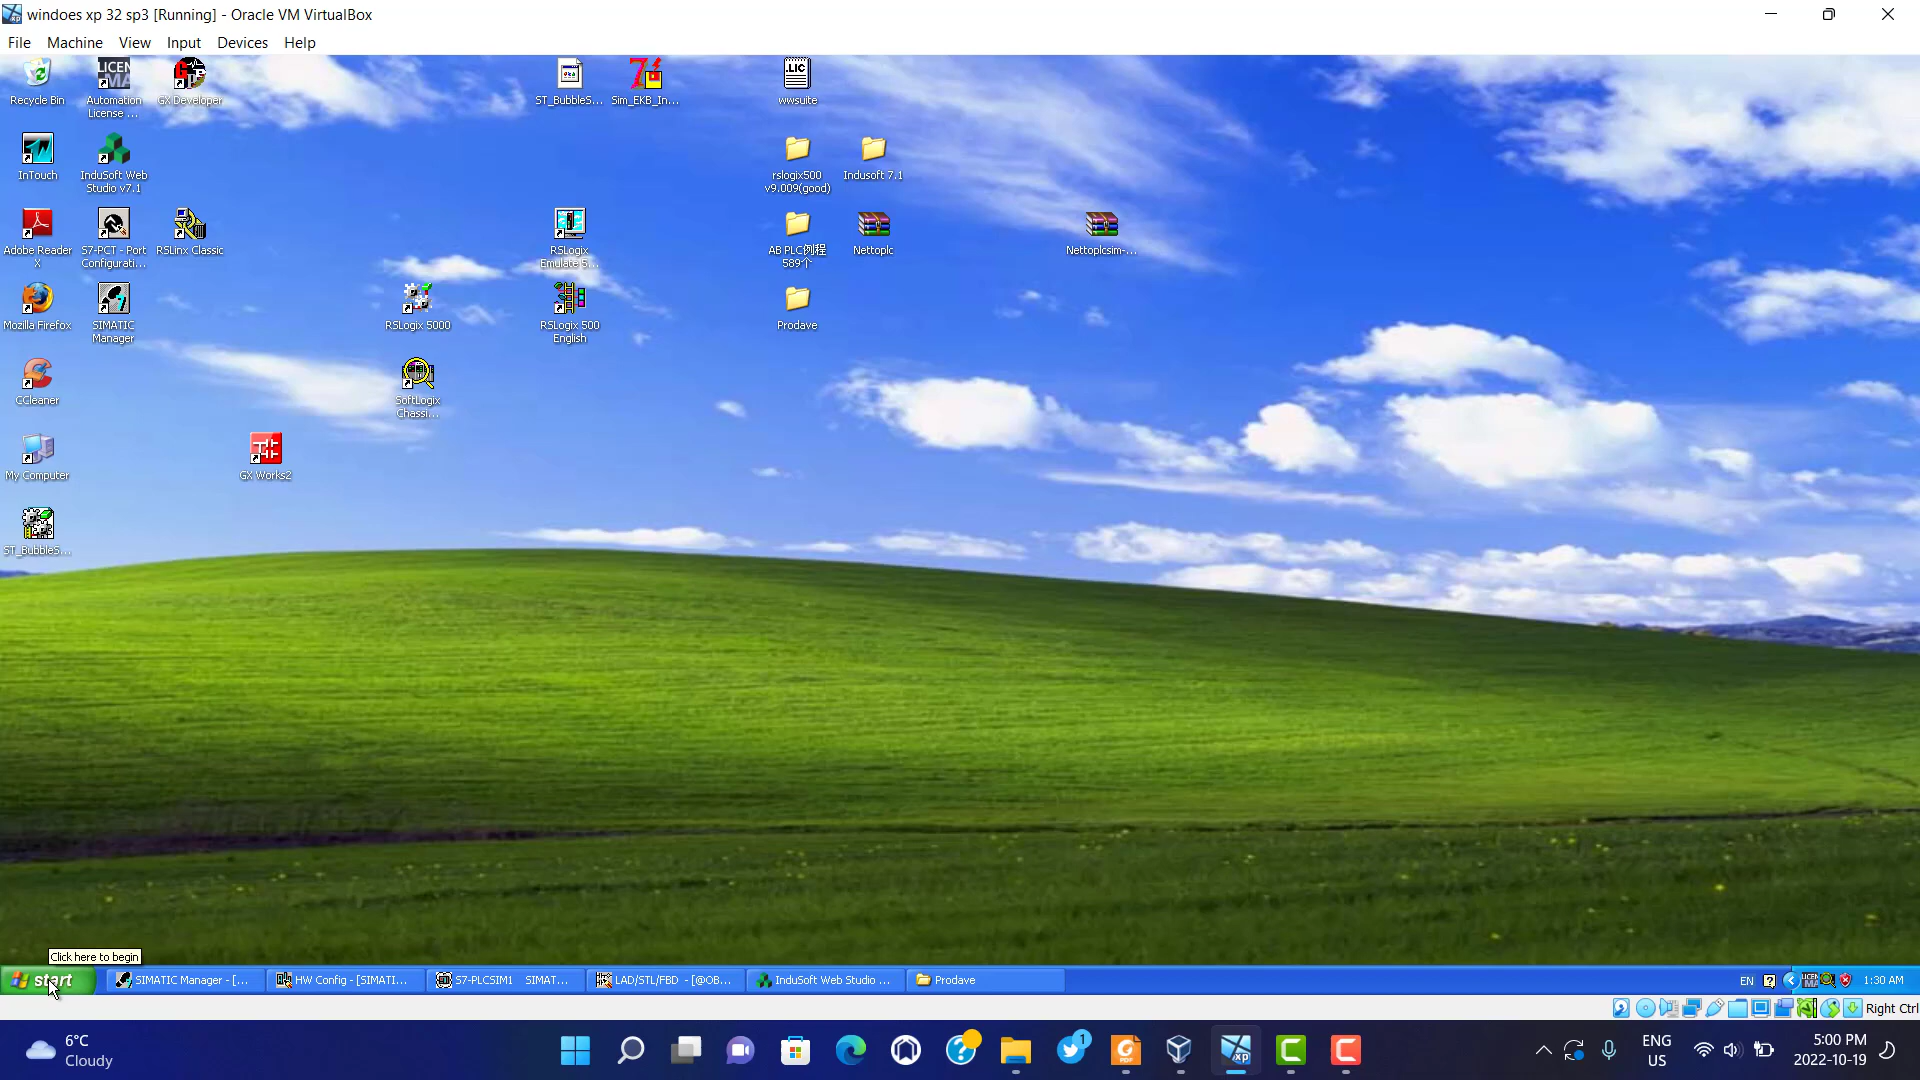 windoes xp 32 sp3 [Running] - Oracle VM VirtualBox
File Machine View Input Devices Help
Recycle Bin
Automation
License ...
GX Developer
ST_BubbleS...
Sim_EKB_In...
.LIC
wwsuite
InTouch
InduSoft Web
Studio v7.1
rslogix500
v9.009(good)
Indusoft 7.1
Adobe Reader
X
S7-PCT - Port
Configurati...
RSLinx Classic
RSLogix
Emulate 5...
AB PLC例程
589个
Nettoplc
Nettoplcsim-...
Mozilla Firefox
SIMATIC
Manager
RSLogix 5000
RSLogix 500
English
Prodave
CCleaner
SoftLogix
Chassi...
My Computer
GX Works2
ST_BubbleS...
Click here to begin
start
SIMATIC Manager - [...
HW Config - [SIMATI...
S7-PLCSIM1 SIMAT...
LAD/STL/FBD - [@OB...
InduSoft Web Studio ...
Prodave
EN
1:30 AM
Right Ctrl
6°C
Cloudy
1
xp
ENG
US
5:00 PM
2022-10-19